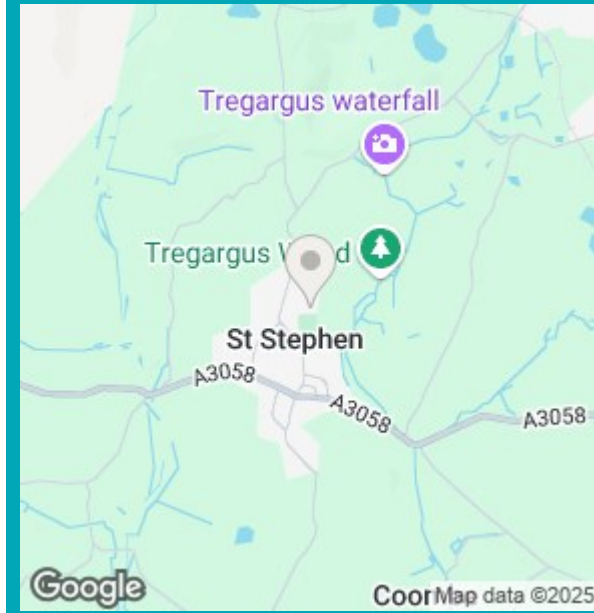 Tregargus waterfall
Tregargus
St Stephen
A3058
A3058
A3058
Google
Map data ©2025